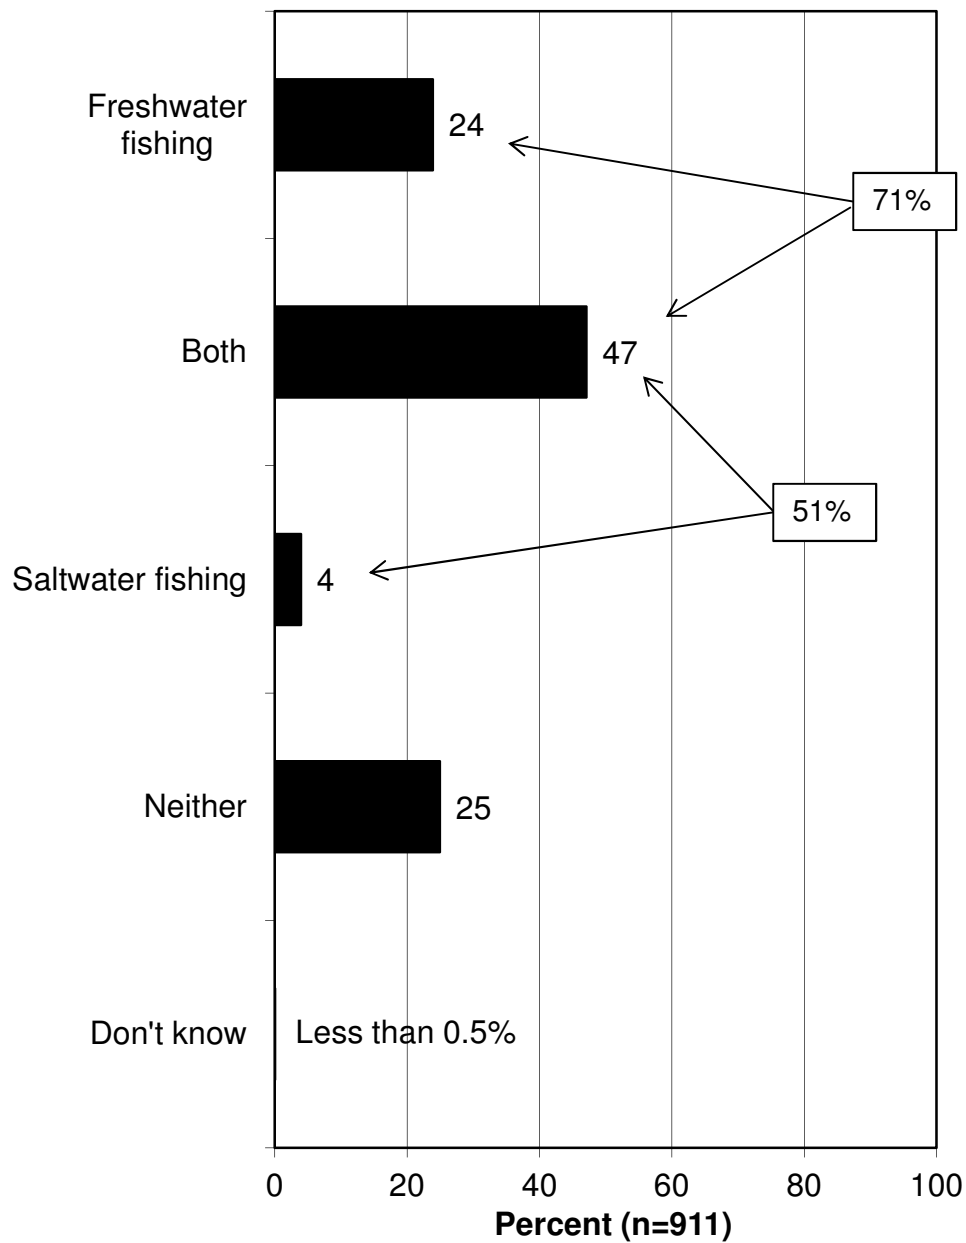 Freshwater
fishing
24
71%
Both
47
51%
Saltwater fishing
4
Neither
25
Don't know
Less than 0.5%
0
20
40
60
80
100
Percent (n=911)